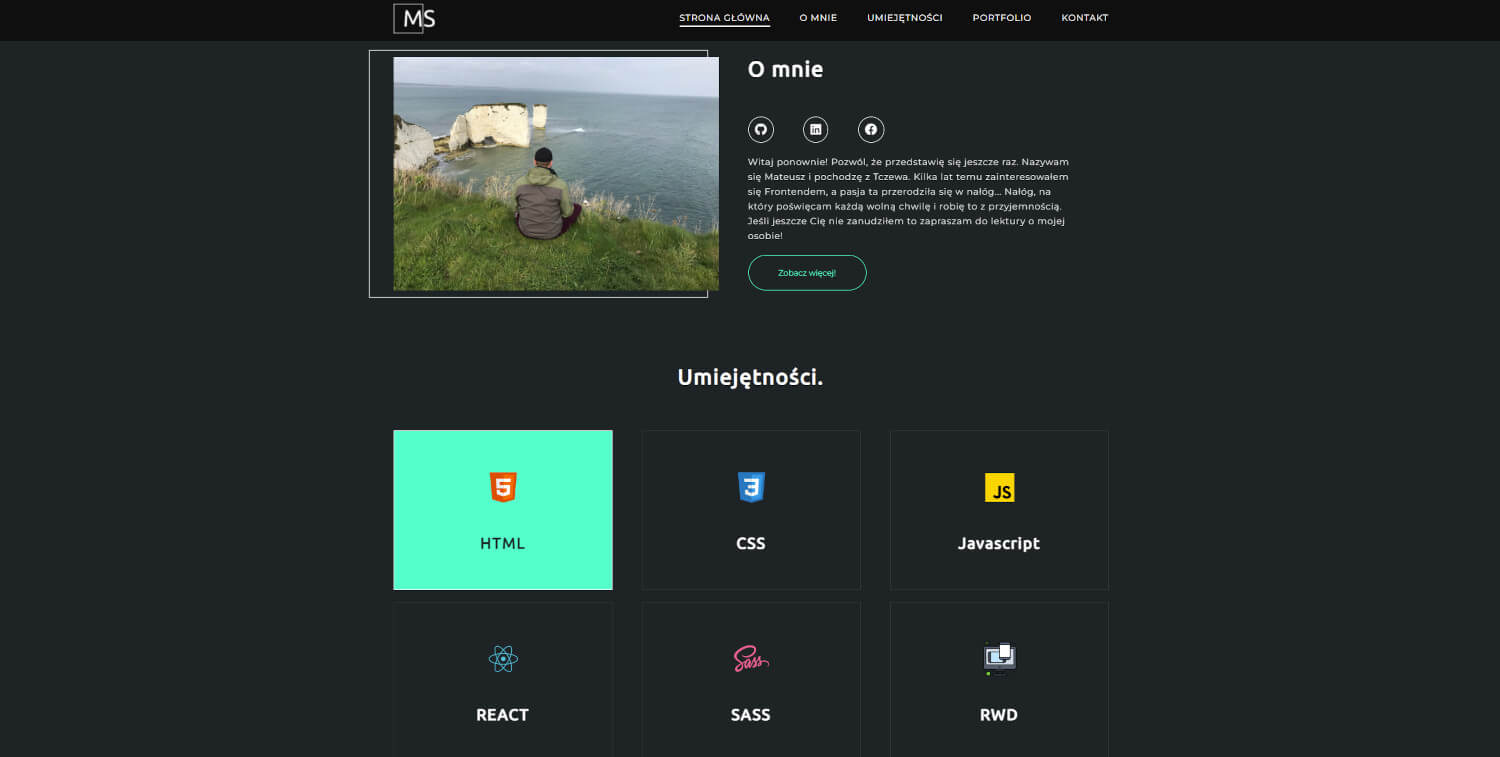 MS
STRONA GŁÓWNA O MNIE UMIEJĘTNOŚCI PORTFOLIO KONTAKT
O mnie
Witaj ponownie! Pozwól, że przedstawię się jeszcze raz. Nazywam
się Mateusz i pochodzę z Tczewa. Kilka lat temu zainteresowałem
się Frontendem, a pasja ta przerodziła się w nałóg... Nałóg, na
który poświęcam każdą wolną chwilę i robię to z przyjemnością.
Jeśli jeszcze Cię nie zanudziłem to zapraszam do lektury o mojej
osobie!
Zobacz więcej!
Umiejętności.
5
3
JS
HTML
CSS
Javascript
Sass
REACT
SASS
RWD